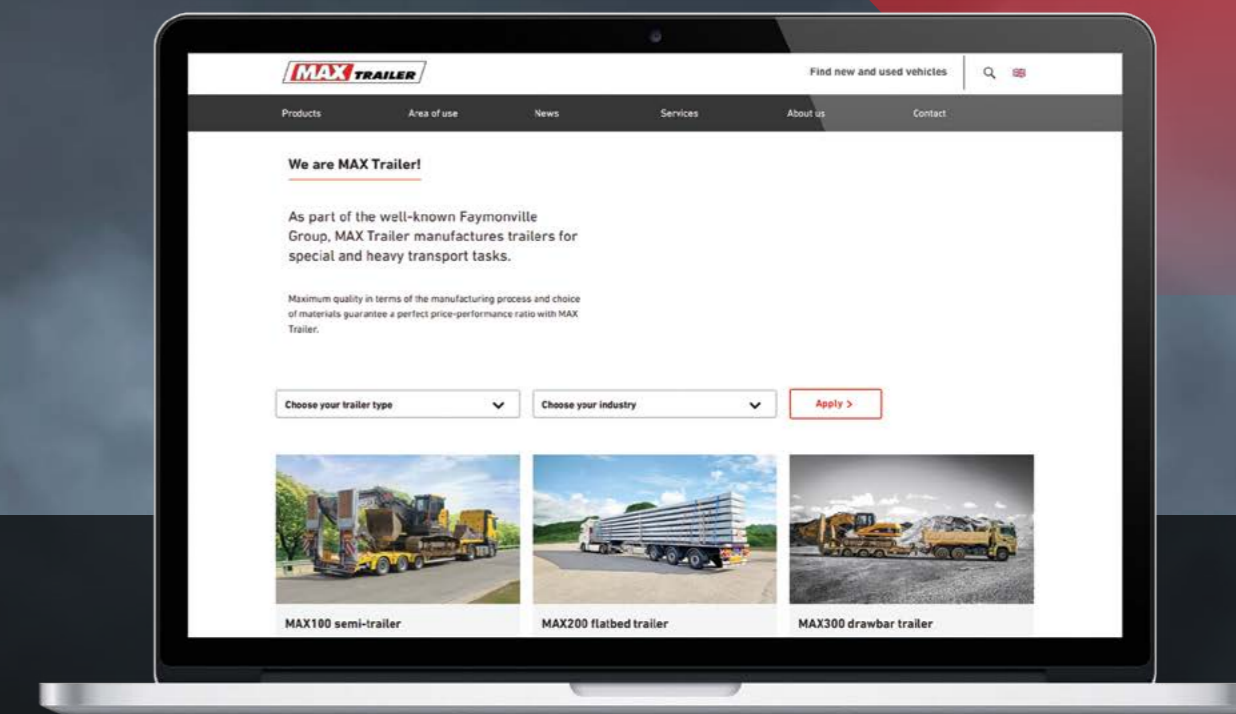 MAX TRAILER
Find new and used vehicles
Products Area of use News Services About us Contact
We are MAX Trailer!
As part of the well-known Faymonville
Group, MAX Trailer manufactures trailers for
special and heavy transport tasks.
Maximum quality in terms of the manufacturing process and choice
of materials guarantee a perfect price-performance ratio with MAX
Trailer.
Choose your trailer type Choose your industry Apply >
MAX100 semi-trailer MAX200 flatbed trailer MAX300 drawbar trailer